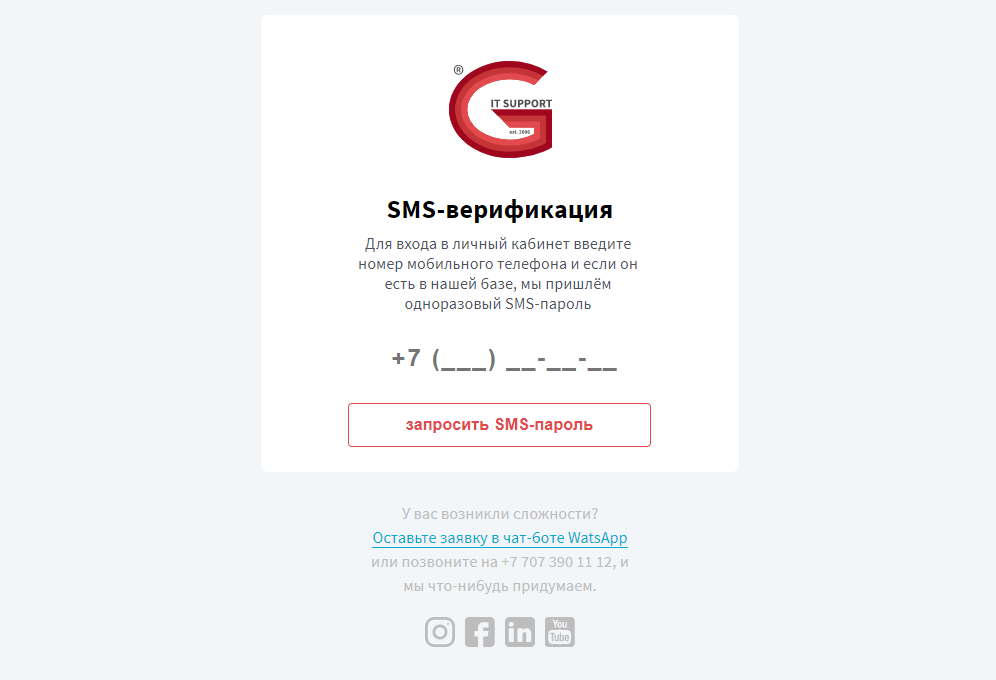 ®
IT SUPPORT
est. 2006
SMS-верификация
Для входа в личный кабинет введите
номер мобильного телефона и если он
есть в нашей базе, мы пришлём
одноразовый SMS-пароль
+7 (___) __-__-__
запросить SMS-пароль
У вас возникли сложности?
Оставьте заявку в чат-боте WatsApp
или позвоните на +7 707 390 11 12, и
мы что-нибудь придумаем.
You
Tube